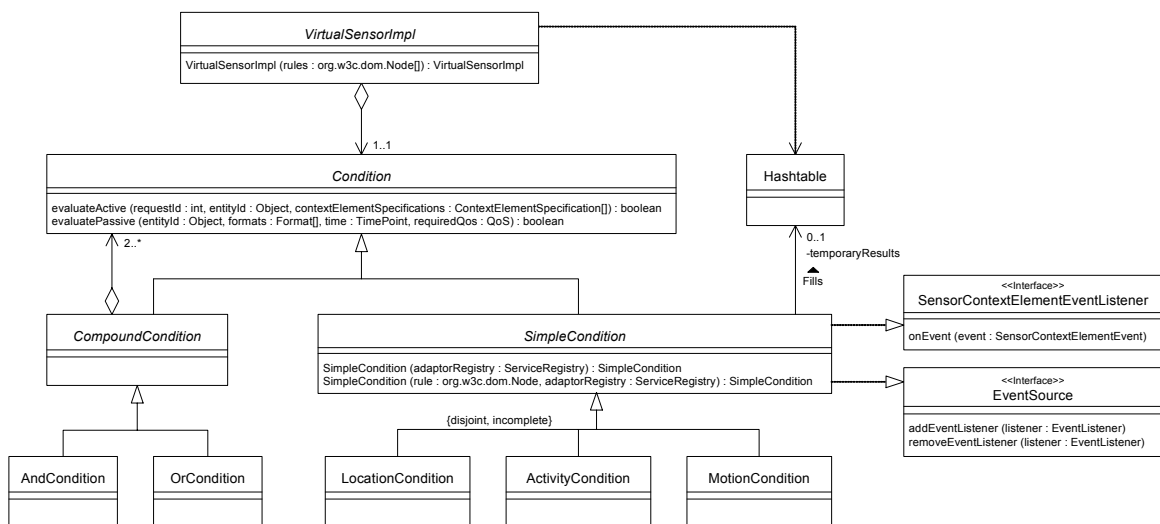 VirtualSensorImpl
VirtualSensorImpl (rules : org.w3c.dom.Node[]) : VirtualSensorImpl
1..1
Condition
evaluateActive (requestId : int, entityId : Object, contextElementSpecifications : ContextElementSpecification[]) : boolean
evaluatePassive (entityId : Object, formats : Format[], time : TimePoint, requiredQos : QoS) : boolean
Hashtable
2..*
0..1
-temporaryResults
Fills
<<Interface>>
SensorContextElementEventListener
onEvent (event : SensorContextElementEvent)
CompoundCondition
SimpleCondition
SimpleCondition (adaptorRegistry : ServiceRegistry) : SimpleCondition
SimpleCondition (rule : org.w3c.dom.Node, adaptorRegistry : ServiceRegistry) : SimpleCondition
<<Interface>>
EventSource
addEventListener (listener : EventListener)
removeEventListener (listener : EventListener)
{disjoint, incomplete}
AndCondition
OrCondition
LocationCondition
ActivityCondition
MotionCondition